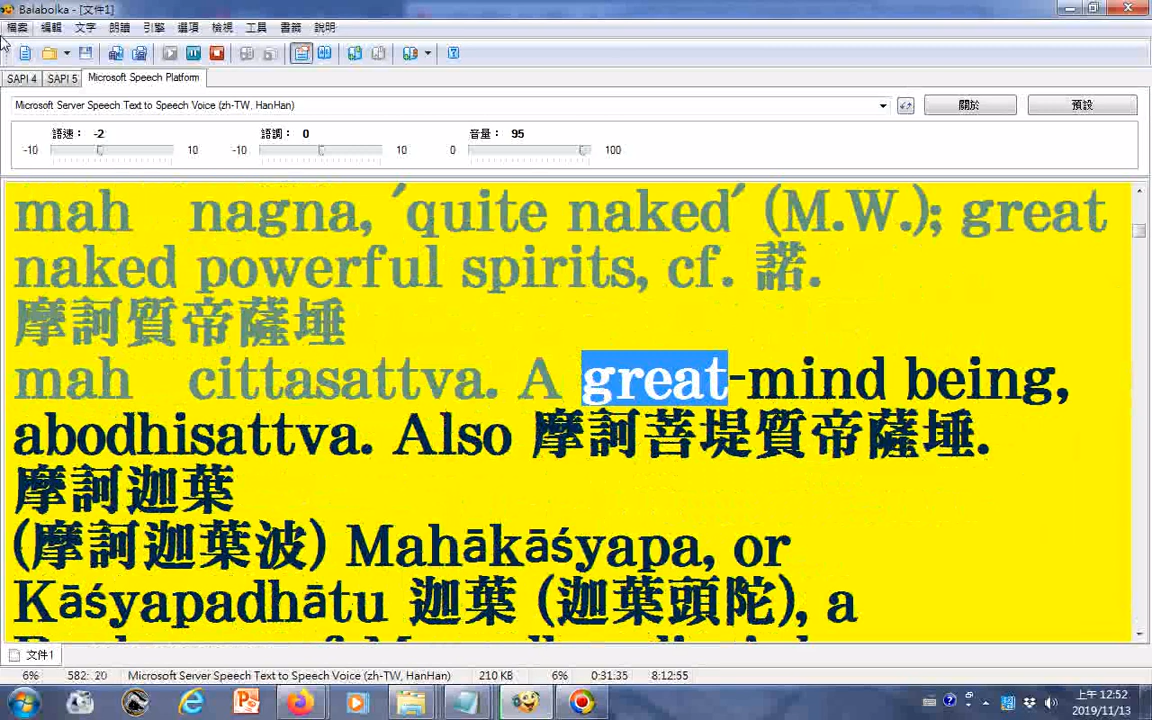 Balabolka - [文件1]
檔案 編輯 文字 朗讀 引擎 選項 檢視 工具 書籤 說明
SAPI 4 SAPI 5 Microsoft Speech Platform
Microsoft Server Speech Text to Speech Voice (zh-TW, HanHan) 關於 預設
語速： -2 語調： 0 音量： 95
-10 10 -10 10 0 100
mah nagna, ′quite naked′ (M.W.); great
naked powerful spirits, cf. 諾.
摩訶質帝薩埵
mah cittasattva. A great-mind being,
abodhisattva. Also 摩訶菩堤質帝薩埵.
摩訶迦葉
(摩訶迦葉波) Mahākāśyapa, or
Kāśyapadhātu 迦葉 (迦葉頭陀), a
文件1
6% 582: 20 Microsoft Server Speech Text to Speech Voice (zh-TW, HanHan) 210 KB 6% 0:31:35 8:12:55
上午 12:52
2019/11/13